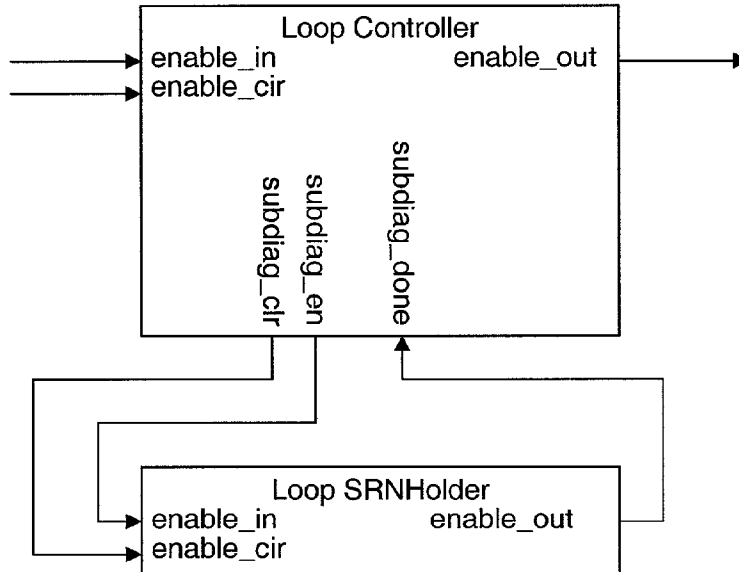 Loop Controller
enable_in
enable_out
enable_cir
subdiag_clr
subdiag_en
subdiag_done
Loop SRNHolder
enable_in
enable_out
enable_cir